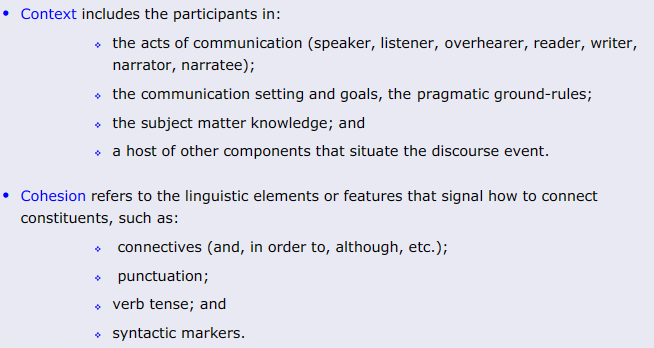 • Context includes the participants in:
❖ the acts of communication (speaker, listener, overhearer, reader, writer,
narrator, narratee);
❖ the communication setting and goals, the pragmatic ground-rules;
❖ the subject matter knowledge; and
❖ a host of other components that situate the discourse event.
• Cohesion refers to the linguistic elements or features that signal how to connect
constituents, such as:
❖ connectives (and, in order to, although, etc.);
❖ punctuation;
❖ verb tense; and
❖ syntactic markers.